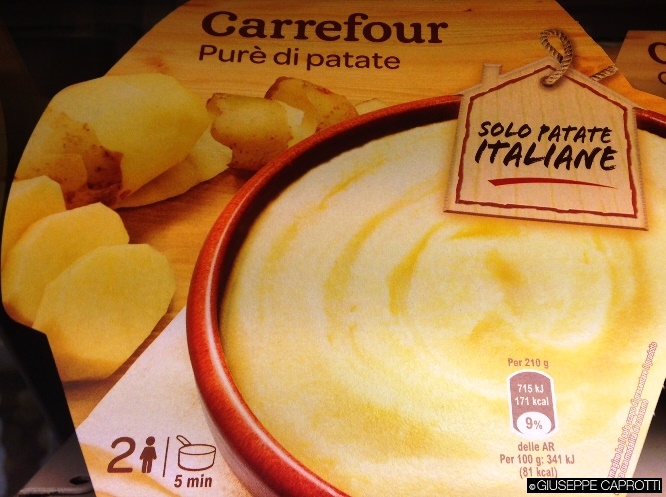 Carrefour
Purè di patate
SOLO PATATE
ITALIANE
Per 210 g
715 kJ
171 kcal
9%
delle AR
Per 100 g: 341 kJ
(81 kcal)
2
5 min
©GIUSEPPE CAPROTTI